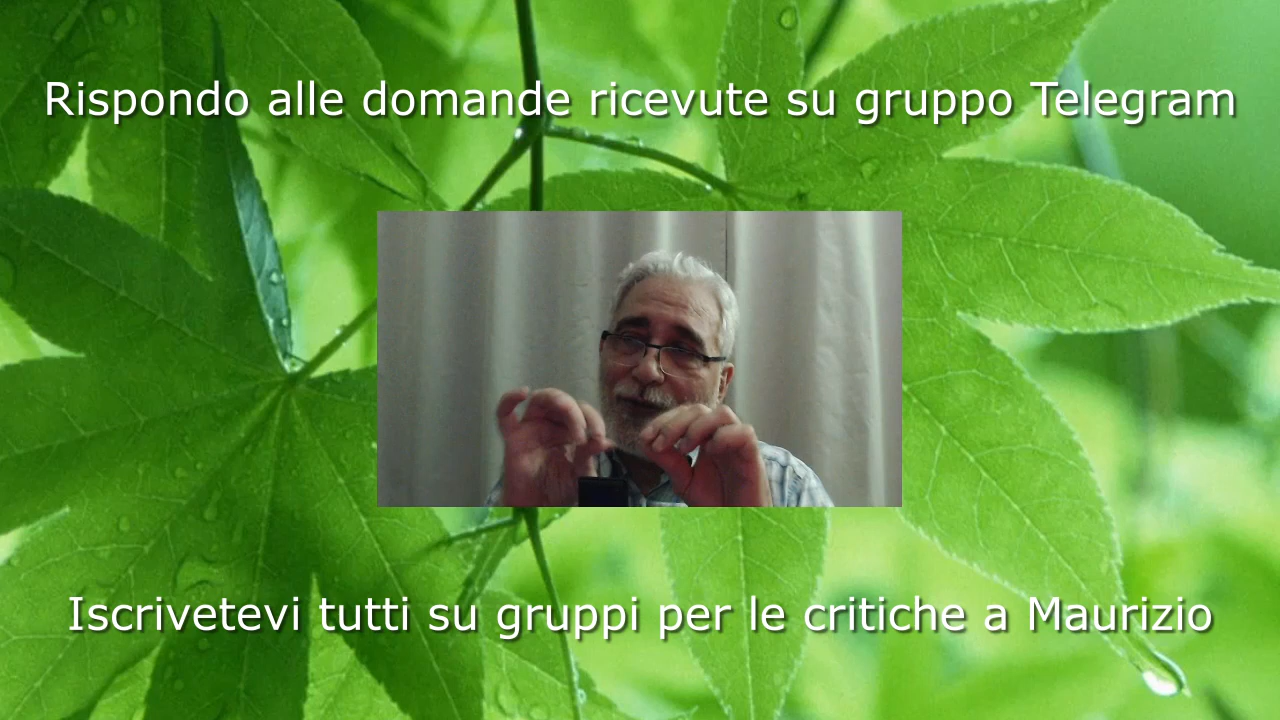 Rispondo alle domande ricevute su gruppo Telegram
Iscrivetevi tutti su gruppi per le critiche a Maurizio